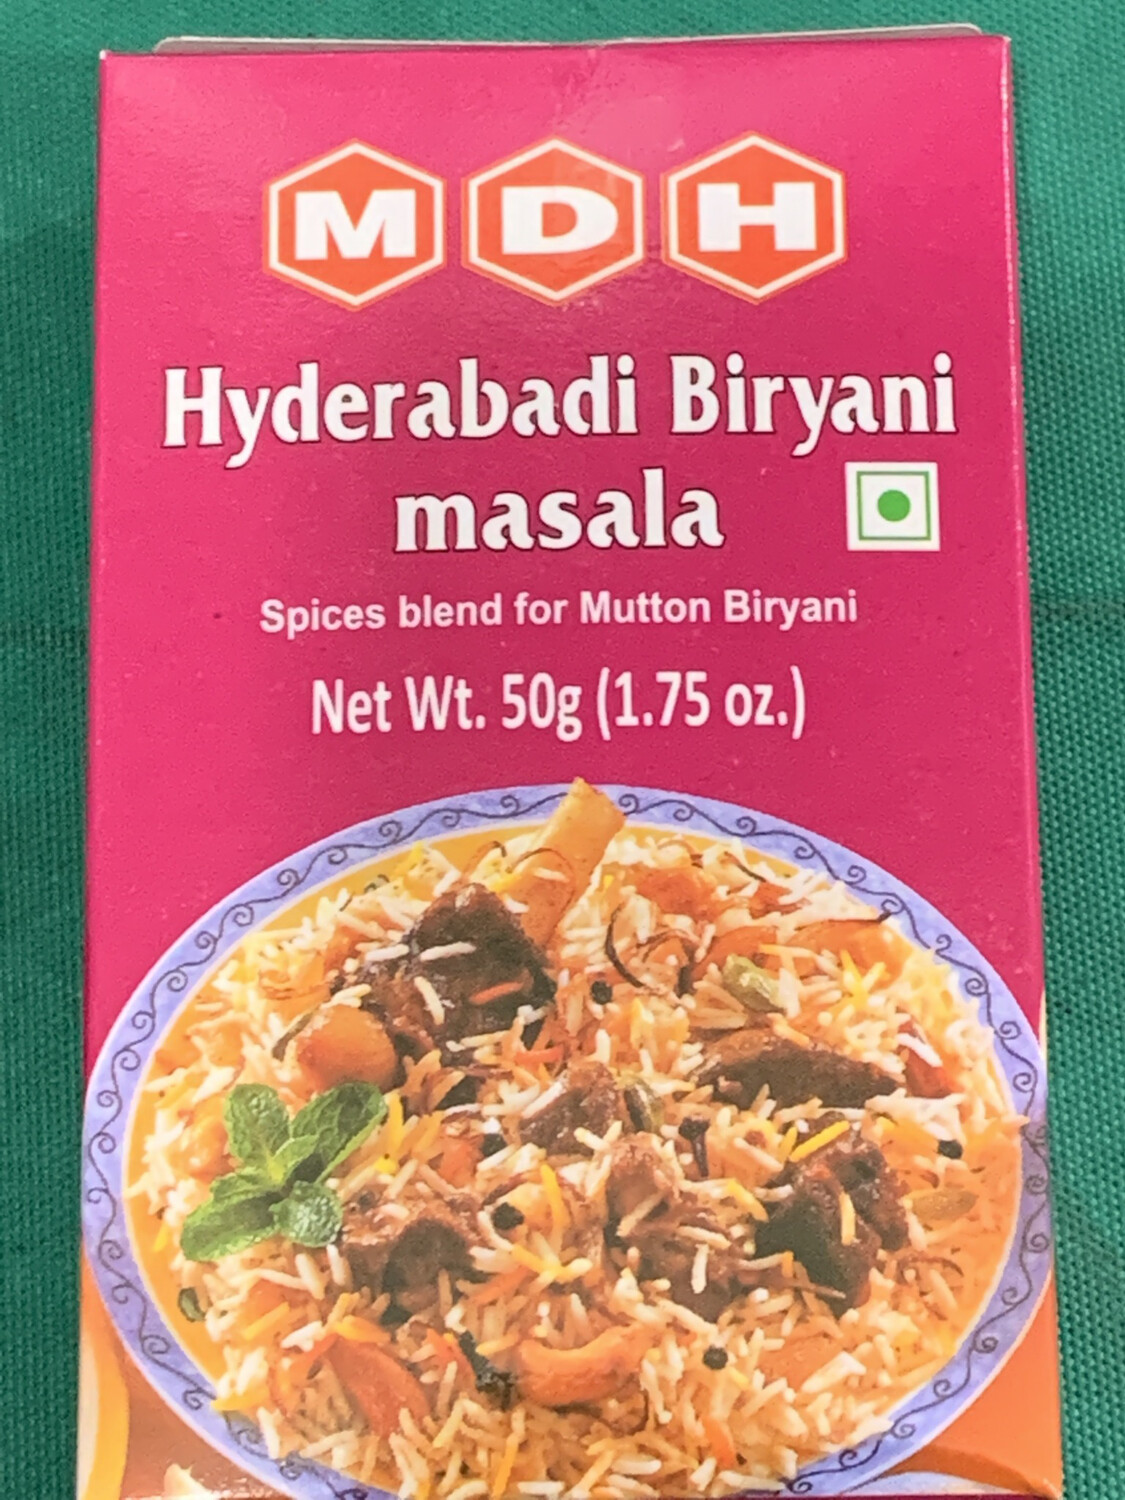 MDH
Hyderabadi Biryani
masala
Spices blend for Mutton Biryani
Net Wt. 50g (1.75 oz.)